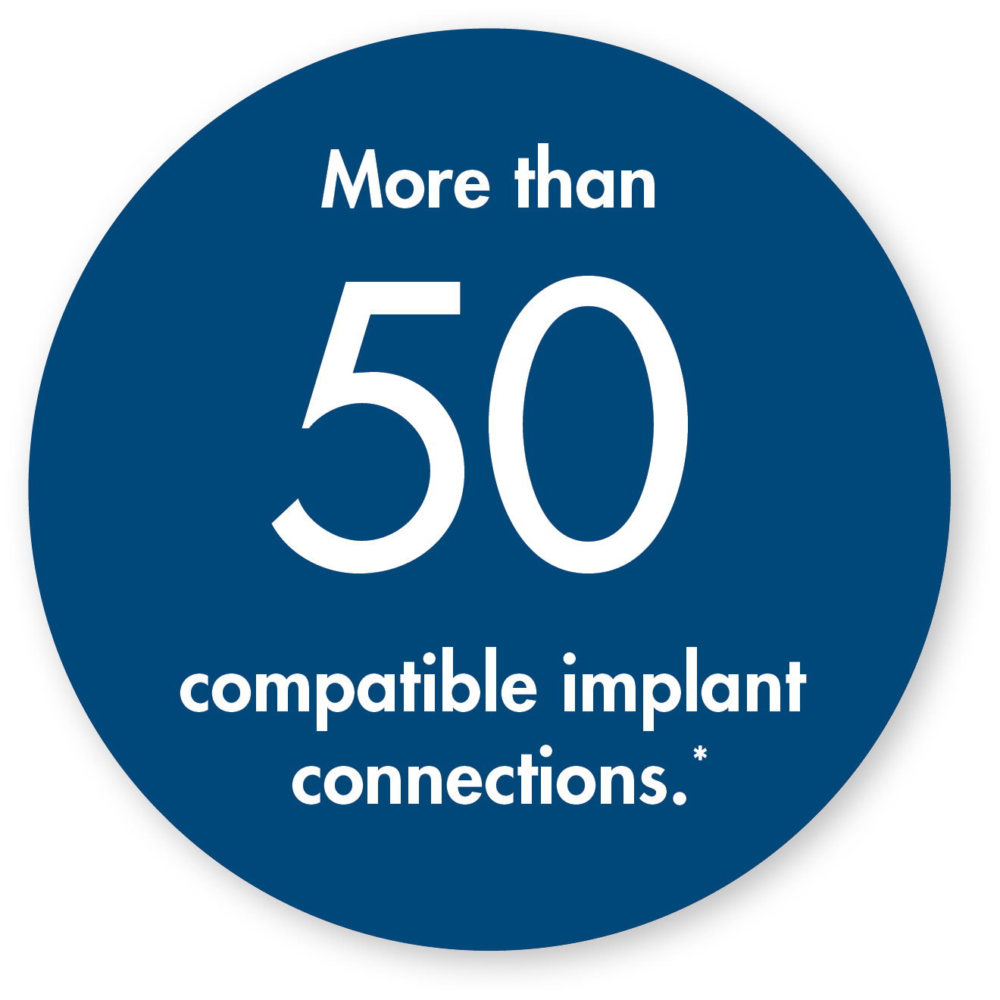 More than
50
compatible implant
connections.*